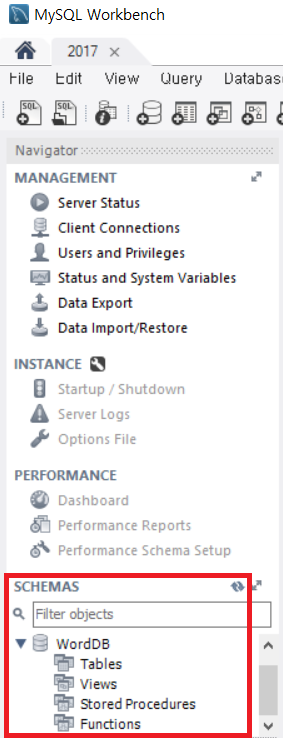 MySQL Workbench
2017
File Edit View Query Databas
SQL SQL
Navigator
MANAGEMENT
Server Status
Client Connections
Users and Privileges
Status and System Variables
Data Export
Data Import/Restore
INSTANCE
Startup / Shutdown
Server Logs
Options File
PERFORMANCE
Dashboard
Performance Reports
Performance Schema Setup
SCHEMAS
Filter objects
WordDB
Tables
Views
Stored Procedures
Functions